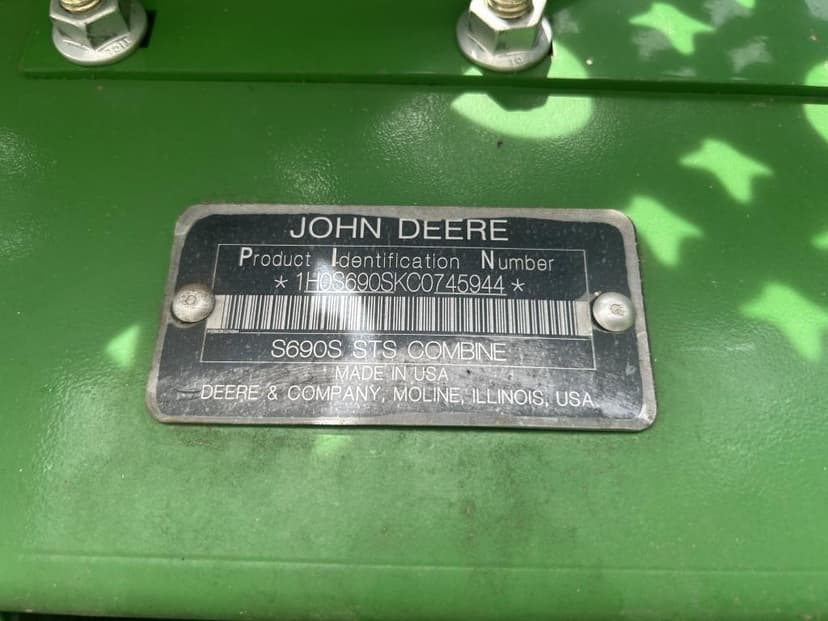 JOHN DEERE
Product Identification Number
* 1H0S690SKC0745944 *
S690S STS COMBINE
MADE IN USA
DEERE & COMPANY, MOLINE, ILLINOIS, USA